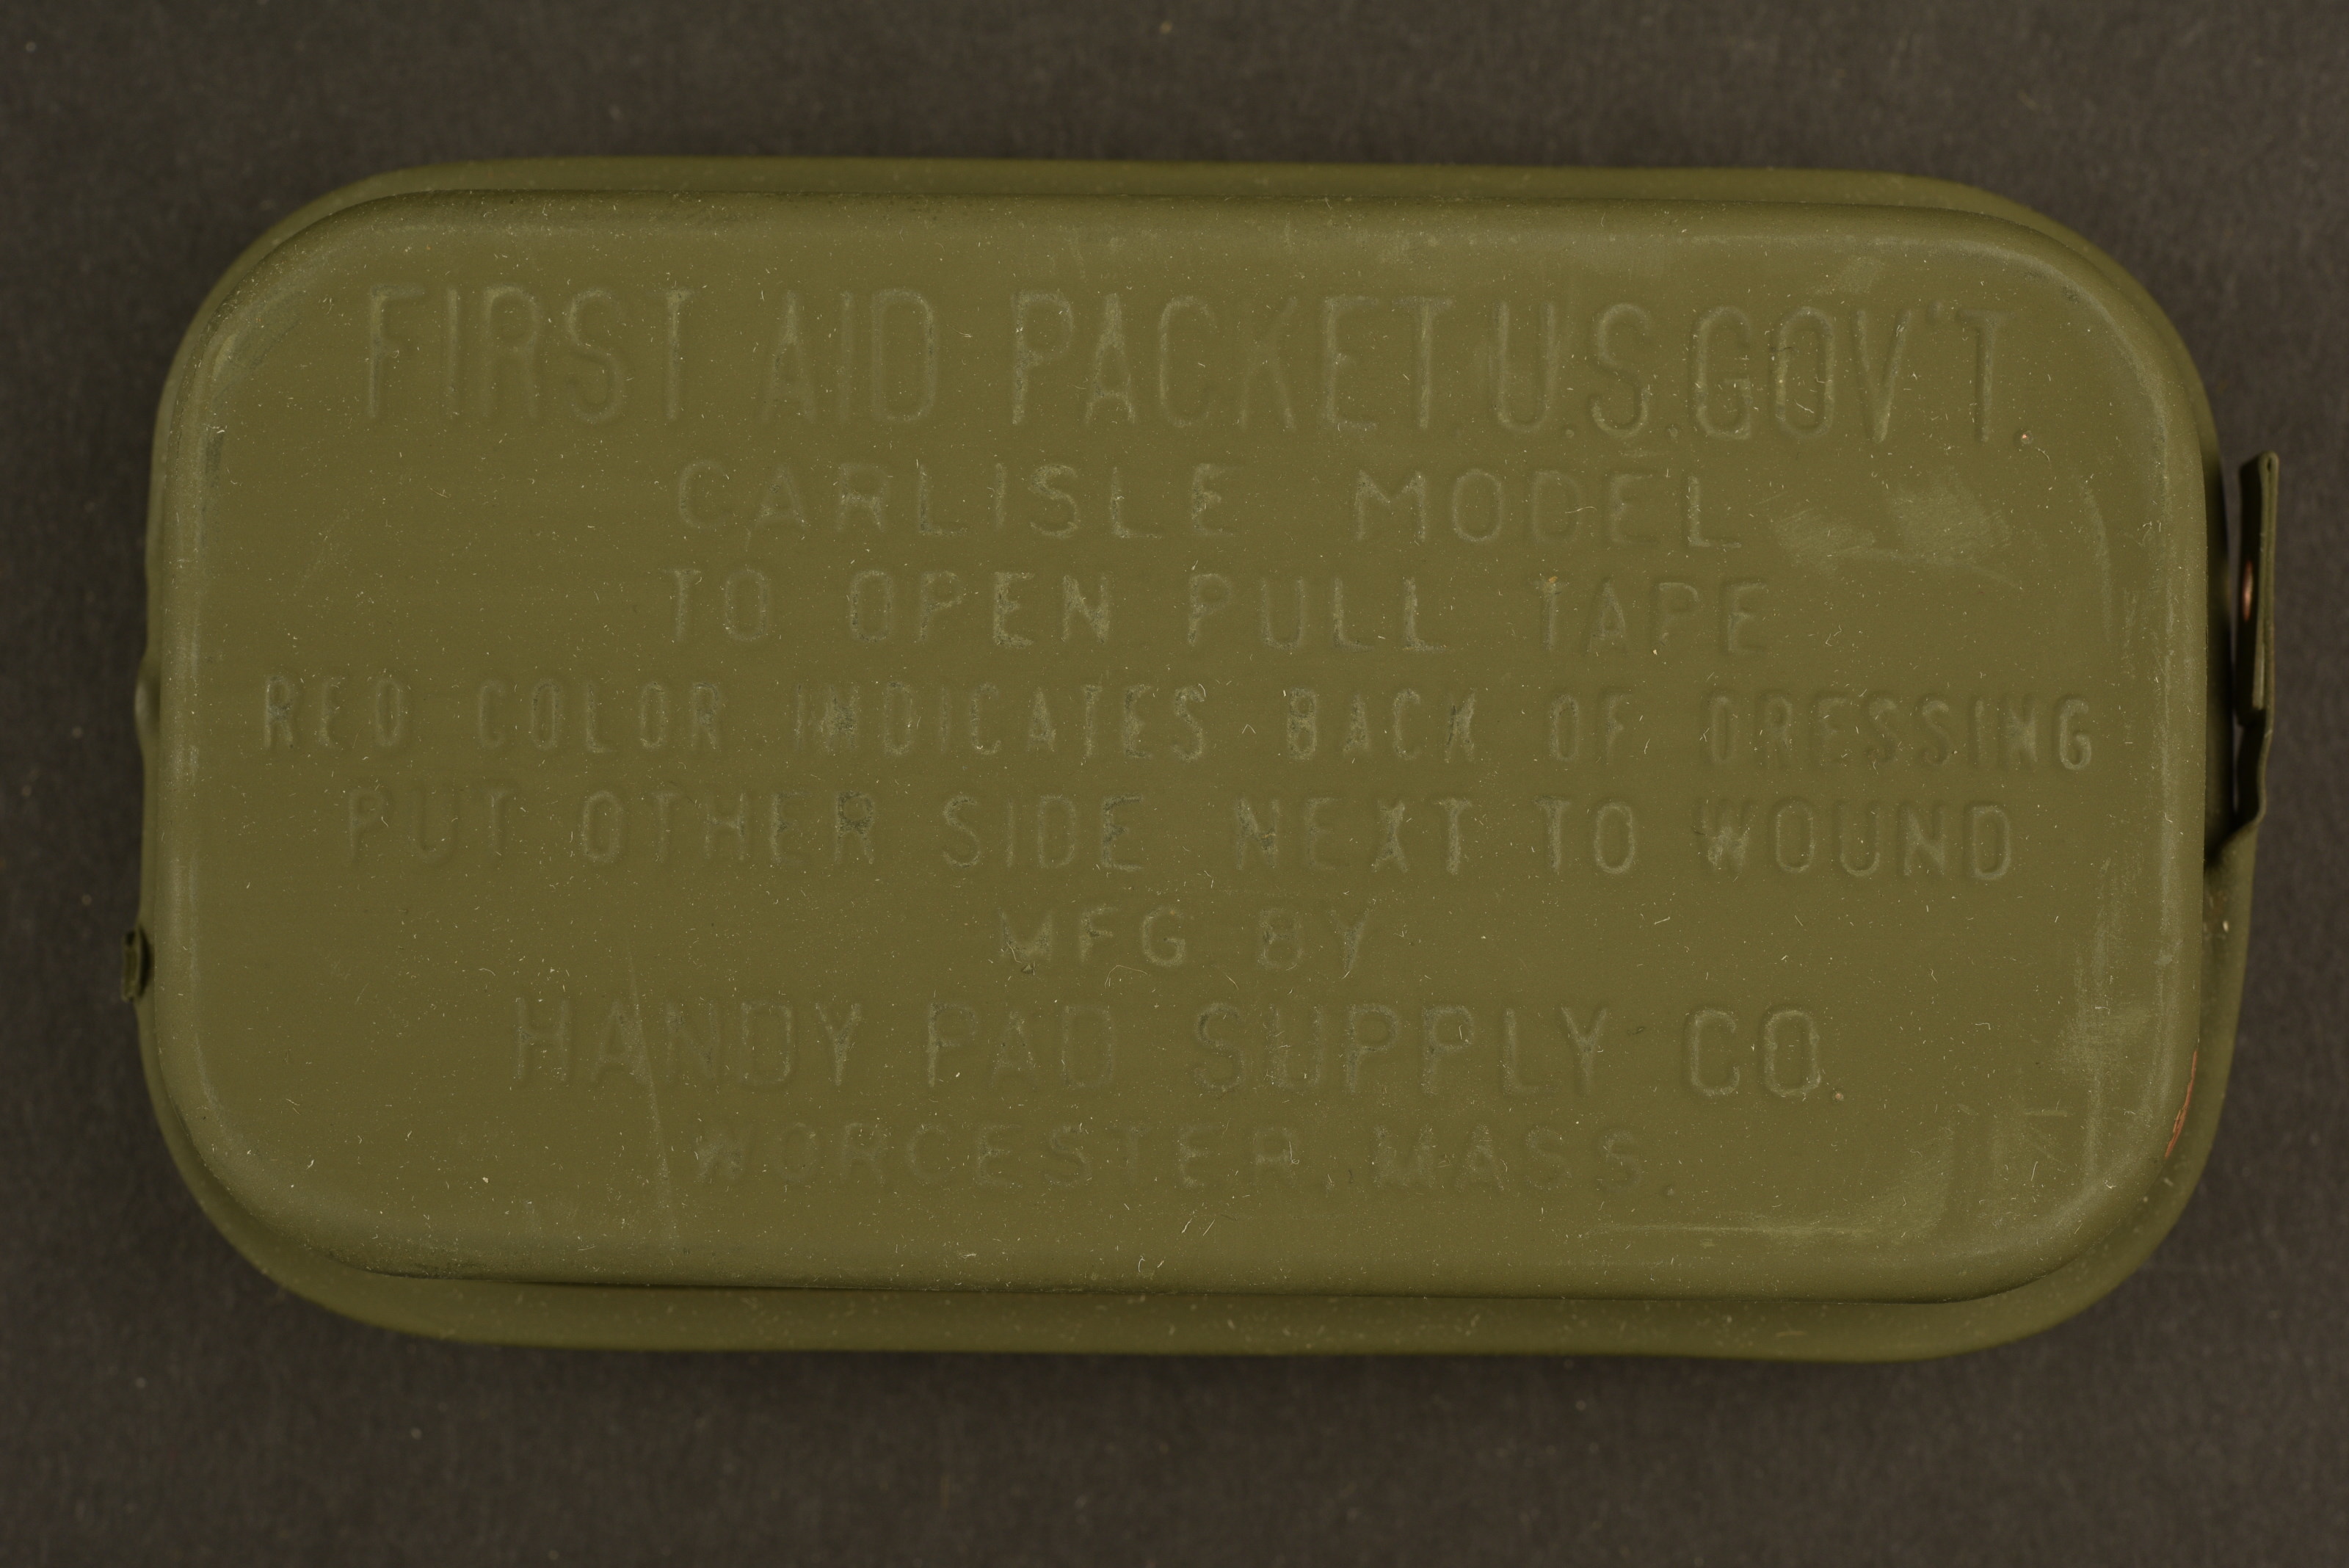 FIRST AID PACKET U.S. GOV'T.
CARLISLE MODEL
TO OPEN PULL TAPE
RED COLOR INDICATES BACK OF DRESSING
PUT OTHER SIDE NEXT TO WOUND
MFG BY
HANDY PAD SUPPLY CO.
WORCESTER, MASS.